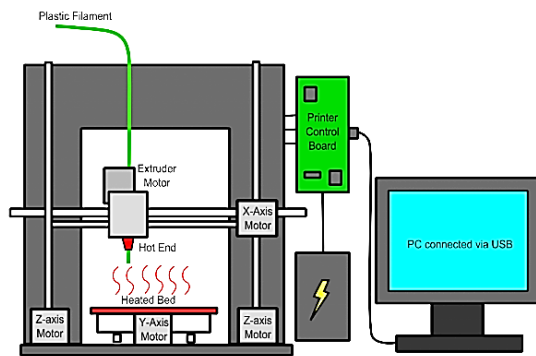 Plastic Filament
Printer
Control
Board
Extruder
Motor
X-Axis
Motor
Hot End
PC connected via USB
Heated Bed
Z-axis
Motor
Y-Axis
Motor
Z-axis
Motor